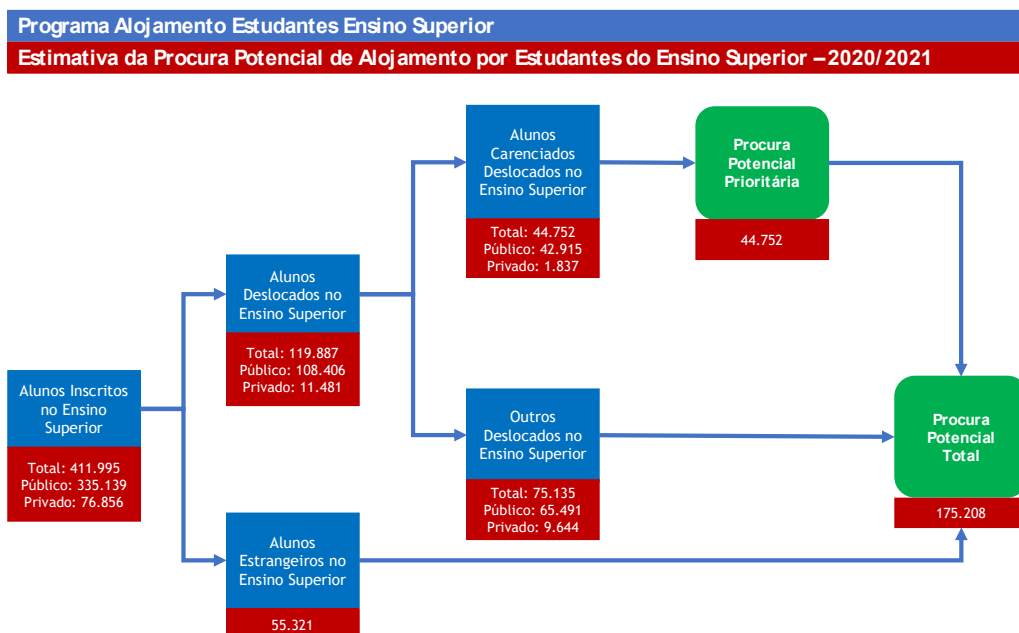 Programa Alojamento Estudantes Ensino Superior
Estimativa da Procura Potencial de Alojamento por Estudantes do Ensino Superior – 2020/2021
Alunos
Carenciados
Deslocados no
Ensino Superior
Total: 44.752
Público: 42.915
Privado: 1.837
Procura
Potencial
Prioritária
44.752
Alunos
Deslocados no
Ensino Superior
Total: 119.887
Público: 108.406
Privado: 11.481
Alunos Inscritos
no Ensino
Superior
Total: 411.995
Público: 335.139
Privado: 76.856
Outros
Deslocados no
Ensino Superior
Total: 75.135
Público: 65.491
Privado: 9.644
Procura
Potencial
Total
175.208
Alunos
Estrangeiros no
Ensino Superior
55.321